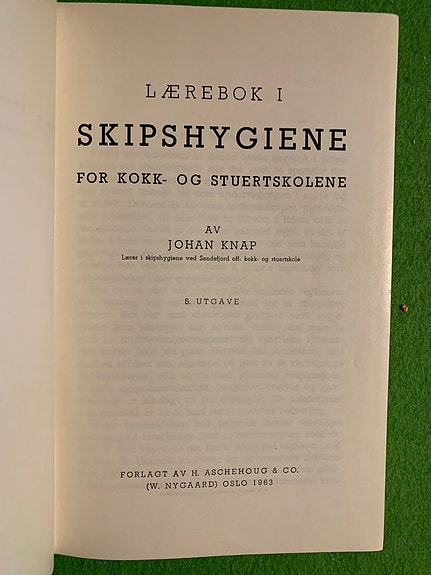 LÆREBOK I
SKIPSHYGIENE
FOR KOKK- OG STUERTSKOLENE
AV
JOHAN KNAP
Lærer i skipshygiene ved Sandefjord off. kokk- og stuertskole
5. UTGAVE
FORLAGT AV H. ASCHEHOUG & CO.
(W. NYGAARD) OSLO 1963